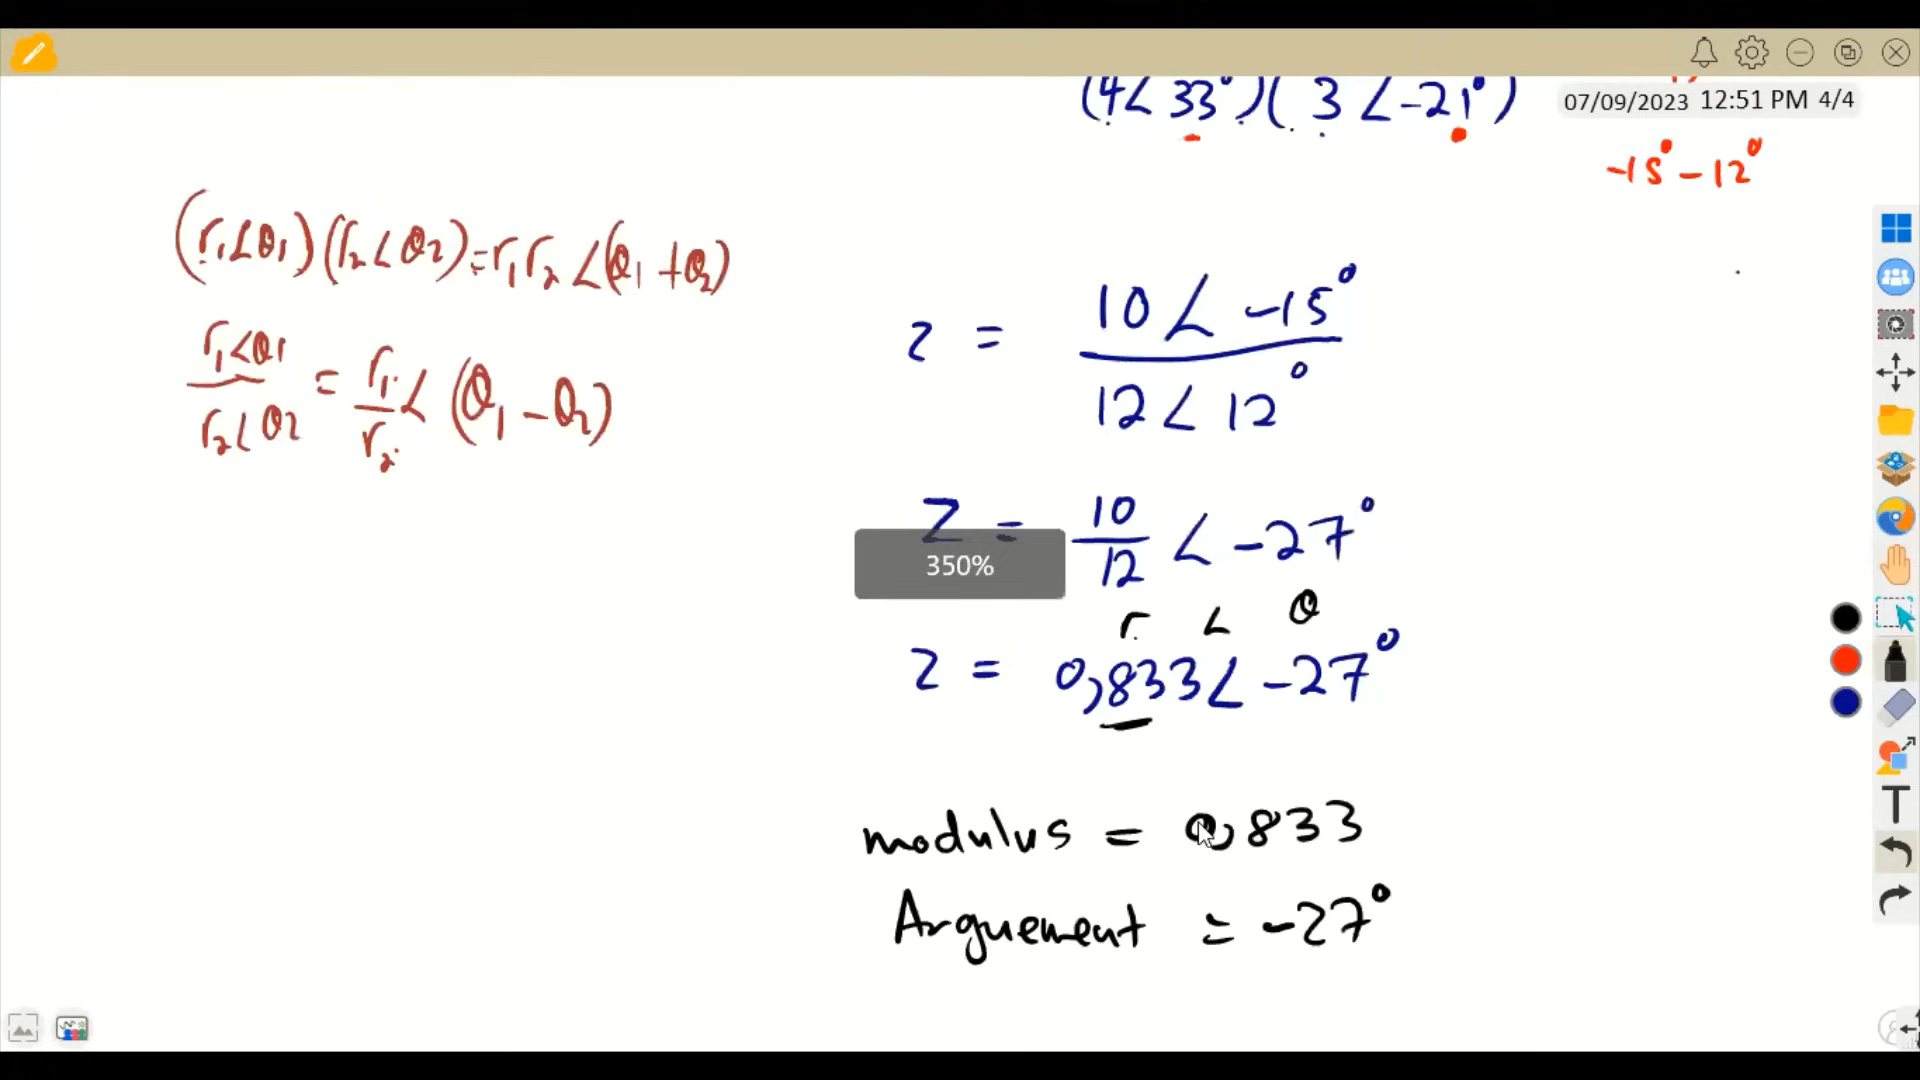 (4∠33°)(3∠-21°)
07/09/2023 12:51 PM 4/4
-15° - 12°
(r₁∠θ₁)(r₂∠θ₂)=r₁r₂∠(θ₁+θ₂)
r₁∠θ₁ / r₂∠θ₂ = r₁/r₂ ∠(θ₁-θ₂)
z = 10∠-15° / 12∠12°
Z = 10/12 ∠-27°
350%
r ∠ θ
z = 0,833∠-27°
modulus = 0,833
Arguement = -27°
T